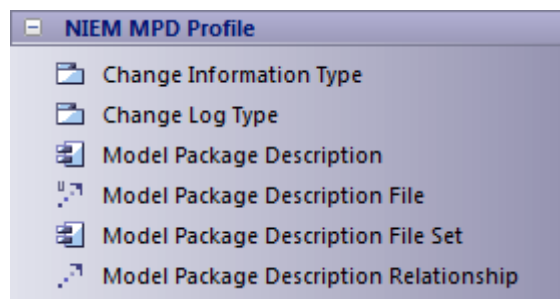 NIEM MPD Profile
Change Information Type
Change Log Type
Model Package Description
Model Package Description File
Model Package Description File Set
Model Package Description Relationship